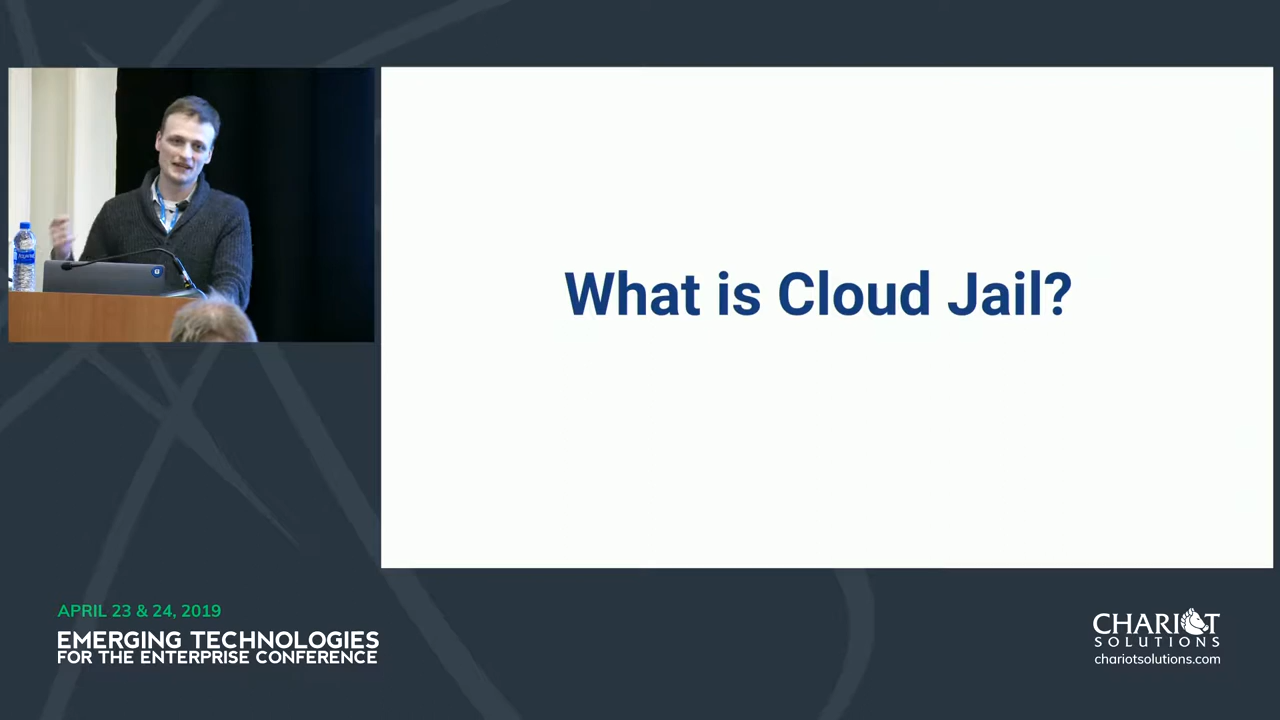 What is Cloud Jail?
APRIL 23 & 24, 2019
EMERGING TECHNOLOGIES
FOR THE ENTERPRISE CONFERENCE
CHARIOT
SOLUTIONS
chariotsolutions.com